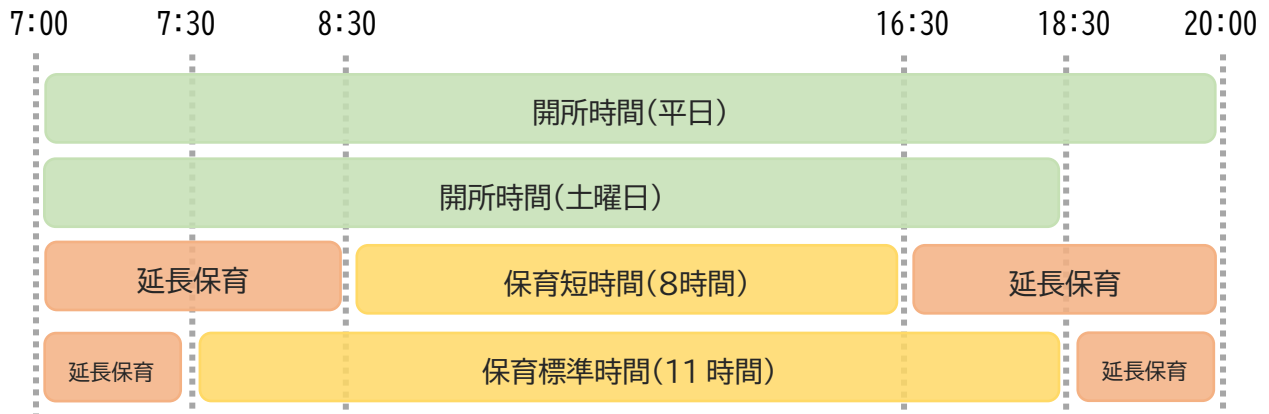 7:00 7:30 8:30 16:30 18:30 20:00
開所時間(平日)
開所時間(土曜日)
延長保育 保育短時間(8時間) 延長保育
延長保育 保育標準時間(11時間) 延長保育